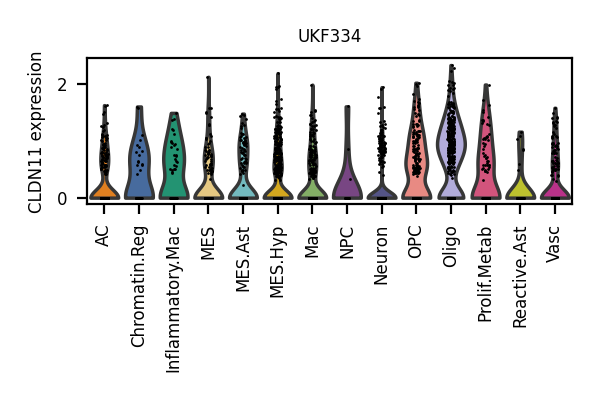 UKF334
CLDN11 expression
2
0
AC
Chromatin.Reg
Inflammatory.Mac
MES
MES.Ast
MES.Hyp
Mac
NPC
Neuron
OPC
Oligo
Prolif.Metab
Reactive.Ast
Vasc